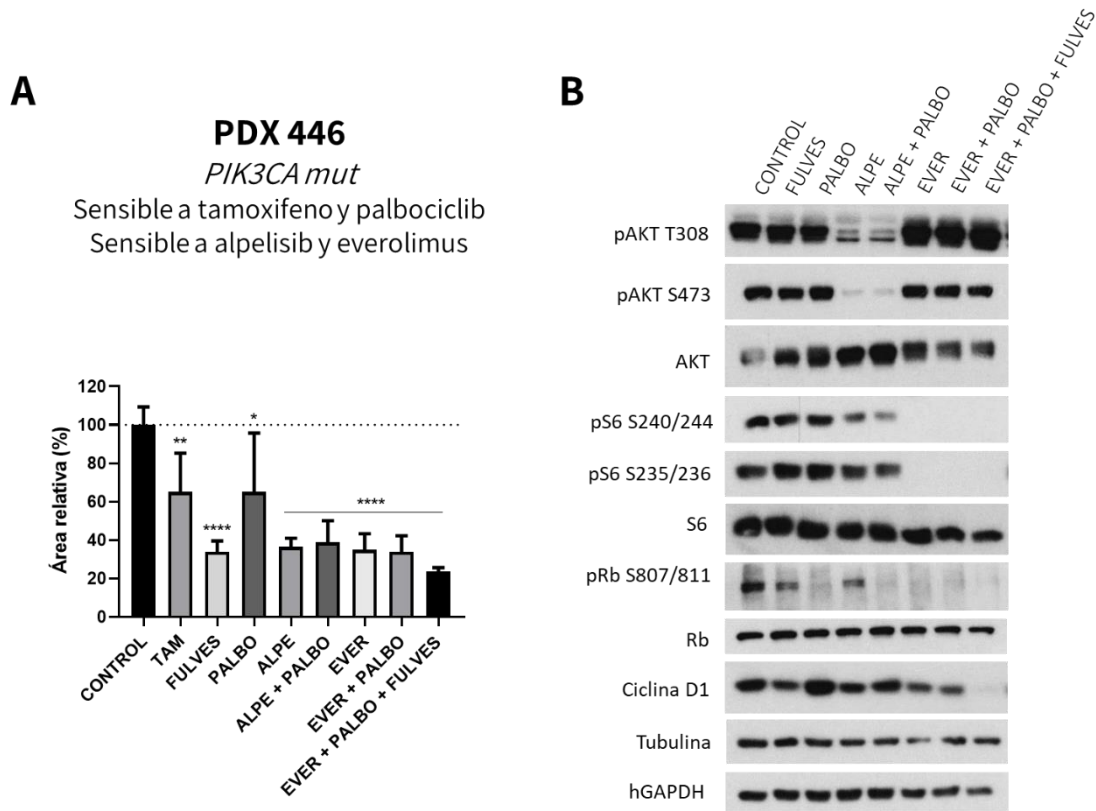 A
PDX 446
PIK3CA mut
Sensible a tamoxifeno y palbociclib
Sensible a alpelisib y everolimus
Área relativa (%)
120
100
80
60
40
20
0
**
****
*
****
CONTROL
TAM
FULVES
PALBO
ALPE
ALPE + PALBO
EVER
EVER + PALBO
EVER + PALBO + FULVES
B
CONTROL
FULVES
PALBO
ALPE
ALPE + PALBO
EVER
EVER + PALBO
EVER + PALBO + FULVES
pAKT T308
pAKT S473
AKT
pS6 S240/244
pS6 S235/236
S6
pRb S807/811
Rb
Ciclina D1
Tubulina
hGAPDH